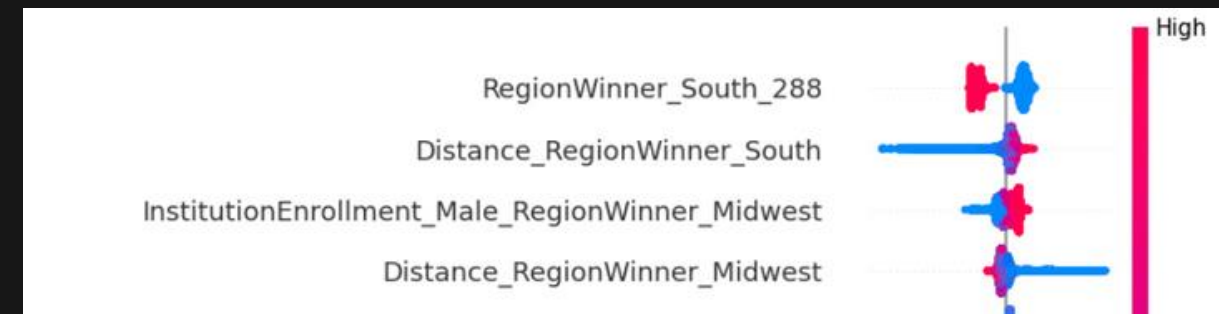 High
RegionWinner_South_288
Distance_RegionWinner_South
InstitutionEnrollment_Male_RegionWinner_Midwest
Distance_RegionWinner_Midwest